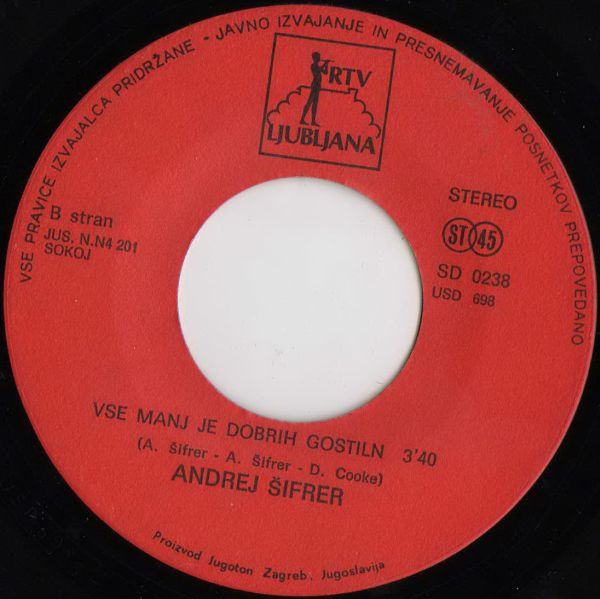 VSE PRAVICE IZVAJALCA PRIDRŽANE - JAVNO IZVAJANJE IN PRESNEMAVANJE POSNETKOV PREPOVEDANO
RTV
LJUBLJANA
B stran
JUS. N.N4 201
SOKOJ
STEREO
ST 45
SD 0238
USD 698
VSE MANJ JE DOBRIH GOSTILN 3'40
(A. Šifrer - A. Šifrer - D. Cooke)
ANDREJ ŠIFRER
Proizvod Jugoton Zagreb, Jugoslavija